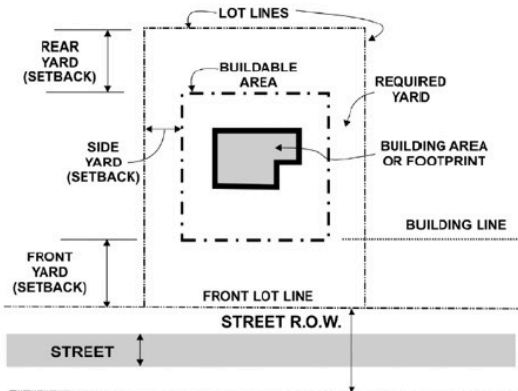 LOT LINES
REAR
YARD
(SETBACK)
BUILDABLE
AREA
REQUIRED
YARD
SIDE
YARD
(SETBACK)
BUILDING AREA
OR FOOTPRINT
BUILDING LINE
FRONT
YARD
(SETBACK)
FRONT LOT LINE
STREET R.O.W.
STREET